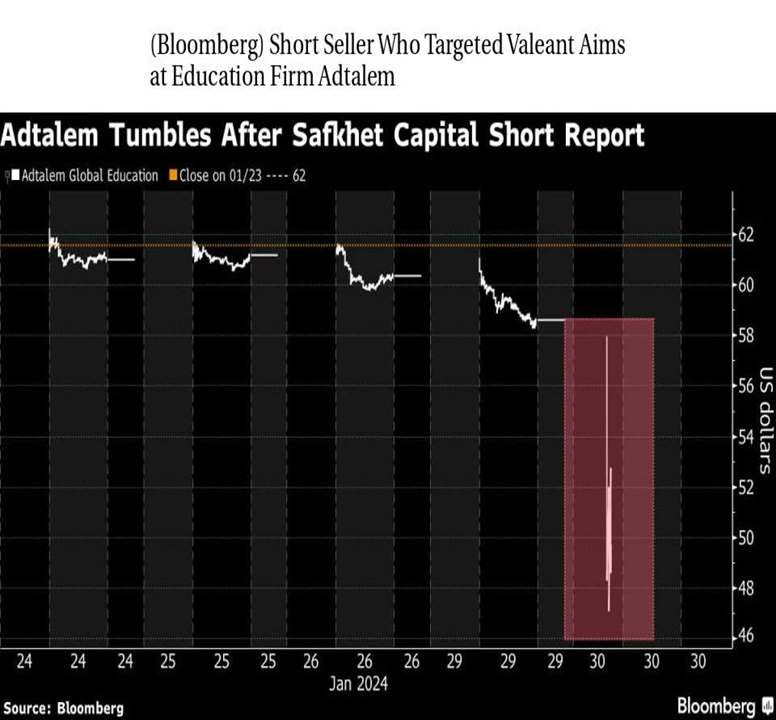 (Bloomberg) Short Seller Who Targeted Valeant Aims
at Education Firm Adtalem
Adtalem Tumbles After Safkhet Capital Short Report
Adtalem Global Education Close on 01/23 ---- 62
62
60
58
56
54
52
50
48
46
US dollars
24 24 24 25 25 25 26 26 26 29 29 29 30 30 30
Jan 2024
Source: Bloomberg
Bloomberg